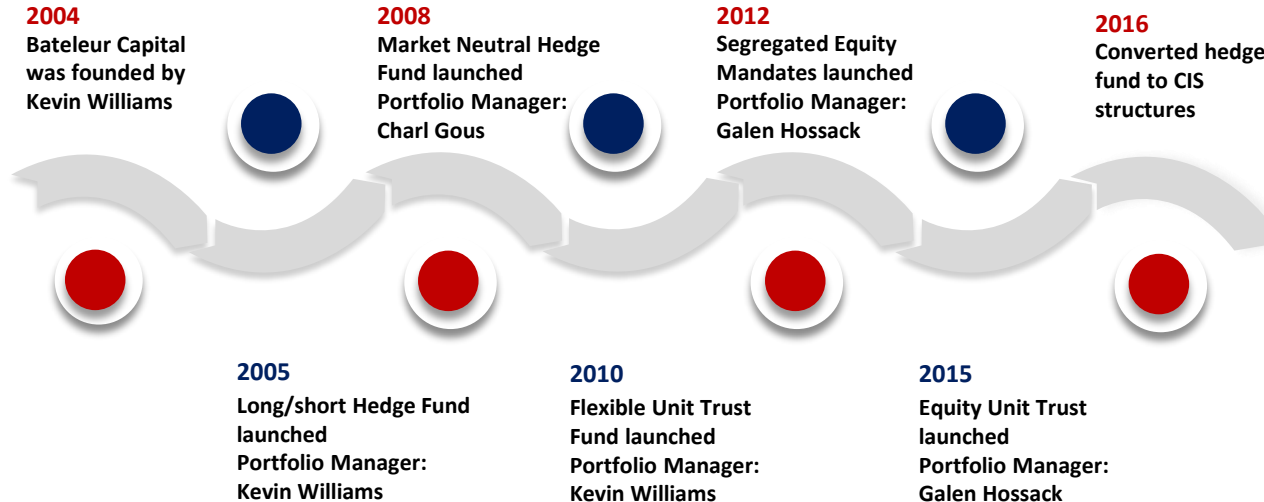 2004
Bateleur Capital
was founded by
Kevin Williams
2008
Market Neutral Hedge
Fund launched
Portfolio Manager:
Charl Gous
2012
Segregated Equity
Mandates launched
Portfolio Manager:
Galen Hossack
2016
Converted hedge
fund to CIS
structures
2005
Long/short Hedge Fund
launched
Portfolio Manager:
Kevin Williams
2010
Flexible Unit Trust
Fund launched
Portfolio Manager:
Kevin Williams
2015
Equity Unit Trust
launched
Portfolio Manager:
Galen Hossack